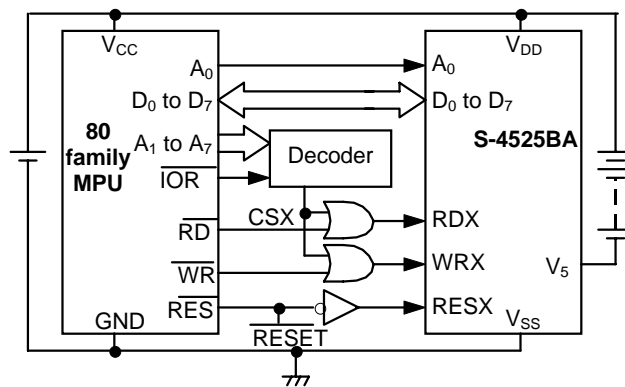 VCC
VDD
A0
A0
D0 to D7
D0 to D7
80
family
MPU
A1 to A7
Decoder
S-4525BA
IOR
CSX
RD
RDX
WR
WRX
V5
RES
RESX
GND
RESET
VSS